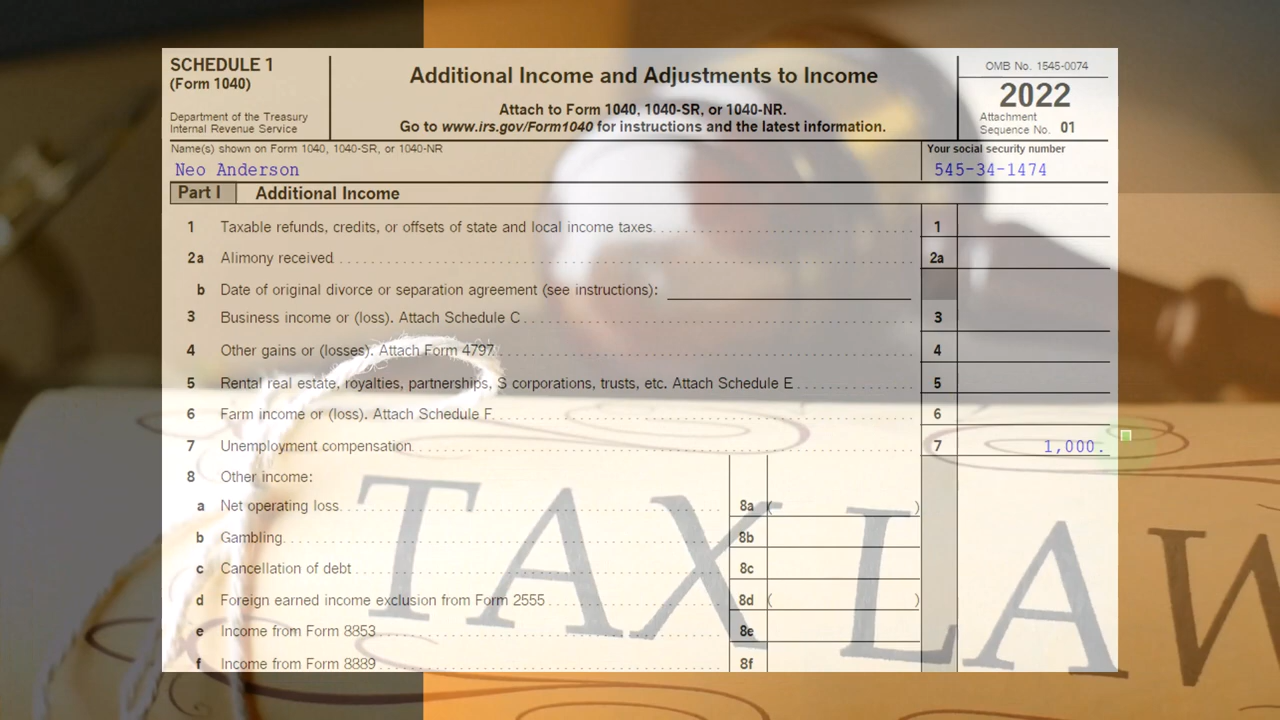 SCHEDULE 1
(Form 1040)
Department of the Treasury
Internal Revenue Service
Additional Income and Adjustments to Income
Attach to Form 1040, 1040-SR, or 1040-NR.
Go to www.irs.gov/Form1040 for instructions and the latest information.
OMB No. 1545-0074
2022
Attachment
Sequence No. 01
Name(s) shown on Form 1040, 1040-SR, or 1040-NR
Neo Anderson
Your social security number
545-34-1474
Part I Additional Income
1 Taxable refunds, credits, or offsets of state and local income taxes 1
2a Alimony received 2a
b Date of original divorce or separation agreement (see instructions):
3 Business income or (loss). Attach Schedule C 3
4 Other gains or (losses). Attach Form 4797 4
5 Rental real estate, royalties, partnerships, S corporations, trusts, etc. Attach Schedule E 5
6 Farm income or (loss). Attach Schedule F 6
7 Unemployment compensation 7 1,000.
8 Other income:
a Net operating loss 8a ( )
b Gambling 8b
c Cancellation of debt 8c
d Foreign earned income exclusion from Form 2555 8d ( )
e Income from Form 8853 8e
f Income from Form 8889 8f
TAX LAW